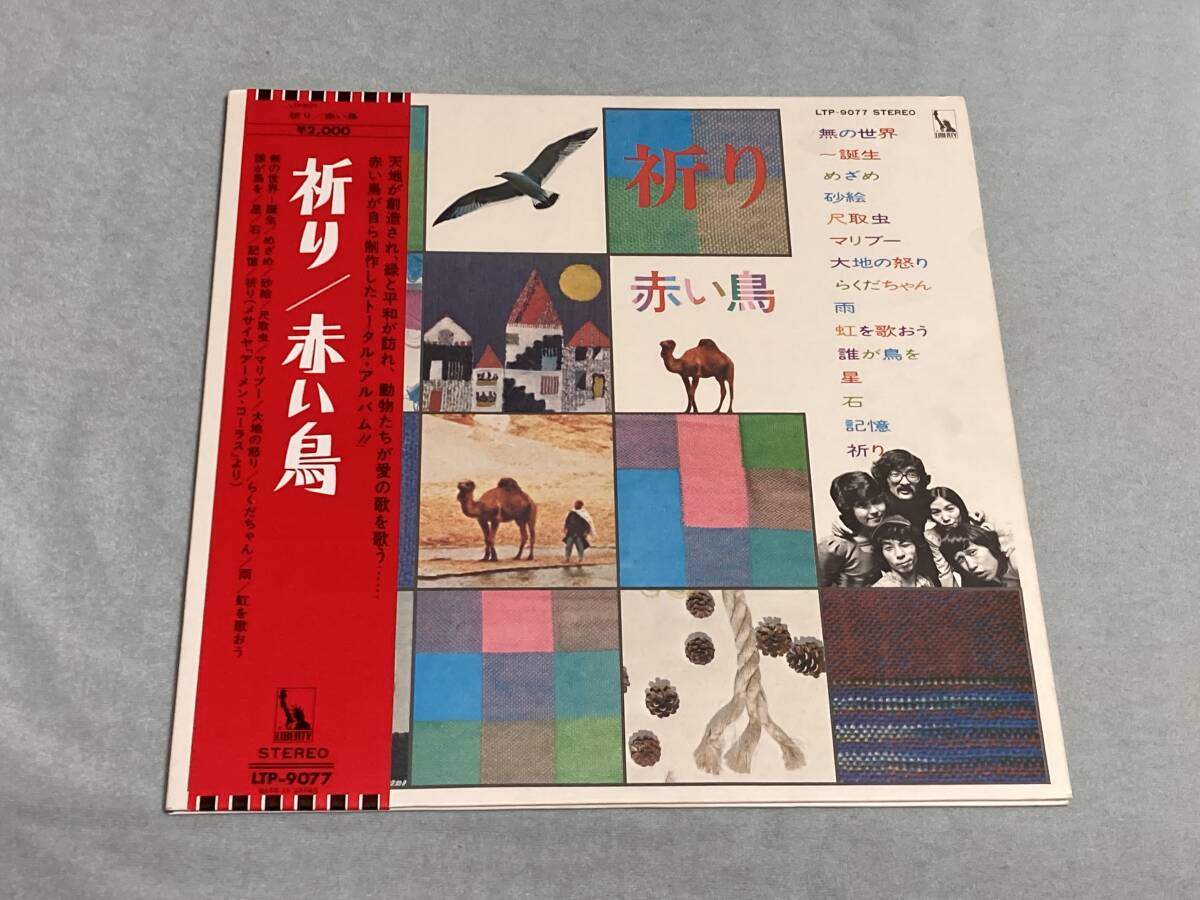 LTP-9077
祈り/赤い鳥
¥2,000
天地が創造され、緑と平和が訪れ、動物たちが愛の歌を歌う……
赤い鳥が自ら制作したトータル・アルバム!!
祈り/赤い鳥
無の世界〜誕生/めざめ/砂絵/尺取虫/マリブー/大地の怒り/らくだちゃん/雨/虹を歌おう
誰が鳥を/星/石/記憶/祈り(メサイヤ「アーメン・コーラス」より)
LIBERTY
STEREO
LTP-9077
MADE IN JAPAN
祈り
赤い鳥
LTP-9077 STEREO
LIBERTY
無の世界
〜誕生
めざめ
砂絵
尺取虫
マリブー
大地の怒り
らくだちゃん
雨
虹を歌おう
誰が鳥を
星
石
記憶
祈り